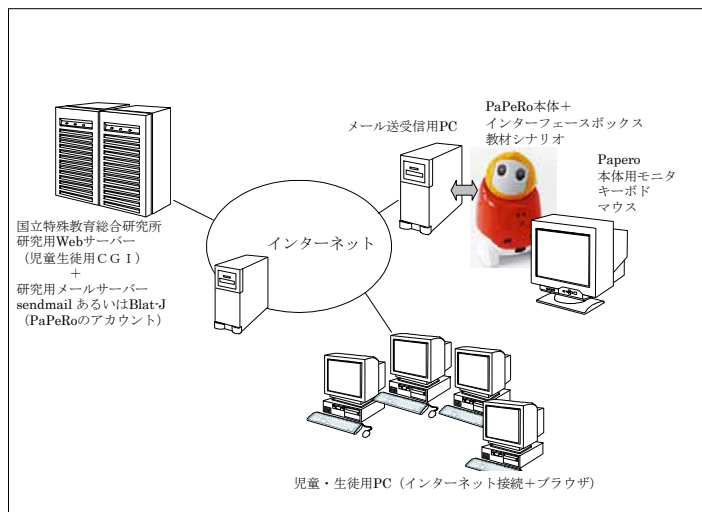 PaPeRo本体＋
インターフェースボックス
教材シナリオ
メール送受信用PC
Papero
本体用モニタ
キーボド
マウス
国立特殊教育総合研究所
研究用Webサーバー
（児童生徒用ＣＧＩ）
＋
研究用メールサーバー
sendmail あるいはBlat-J
（PaPeRoのアカウント）
インターネット
児童・生徒用PC（インターネット接続＋ブラウザ）